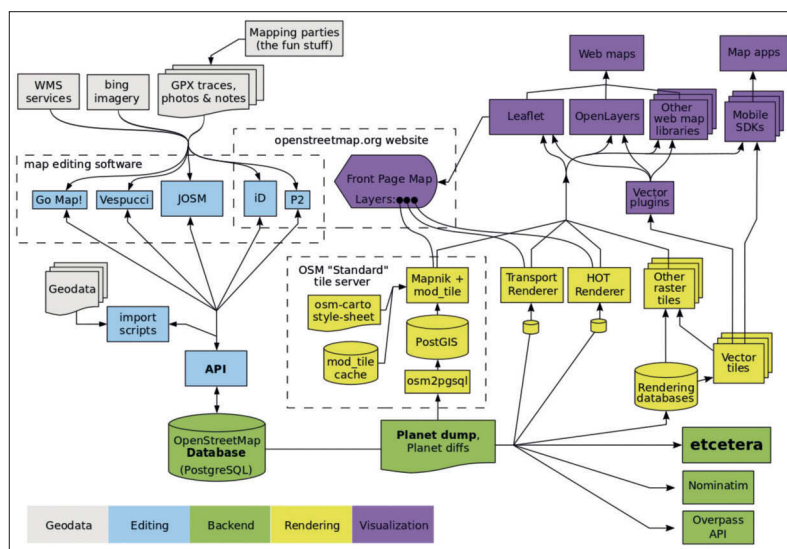 Mapping parties
(the fun stuff)
WMS
services
bing
imagery
GPX traces,
photos & notes
Web maps
Map apps
Leaflet
OpenLayers
Other
web map
libraries
Mobile
SDKs
openstreetmap.org website
map editing software
Go Map!
Vespucci
JOSM
iD
P2
Front Page Map
Layers:
Vector
plugins
Geodata
import
scripts
API
OSM "Standard"
tile server
osm-carto
style-sheet
mod_tile
cache
Mapnik +
mod_tile
PostGIS
osm2pgsql
Transport
Renderer
HOT
Renderer
Other
raster
tiles
Vector
tiles
Rendering
databases
OpenStreetMap
Database
(PostgreSQL)
Planet dump,
Planet diffs
etcetera
Nominatim
Overpass
API
Geodata
Editing
Backend
Rendering
Visualization